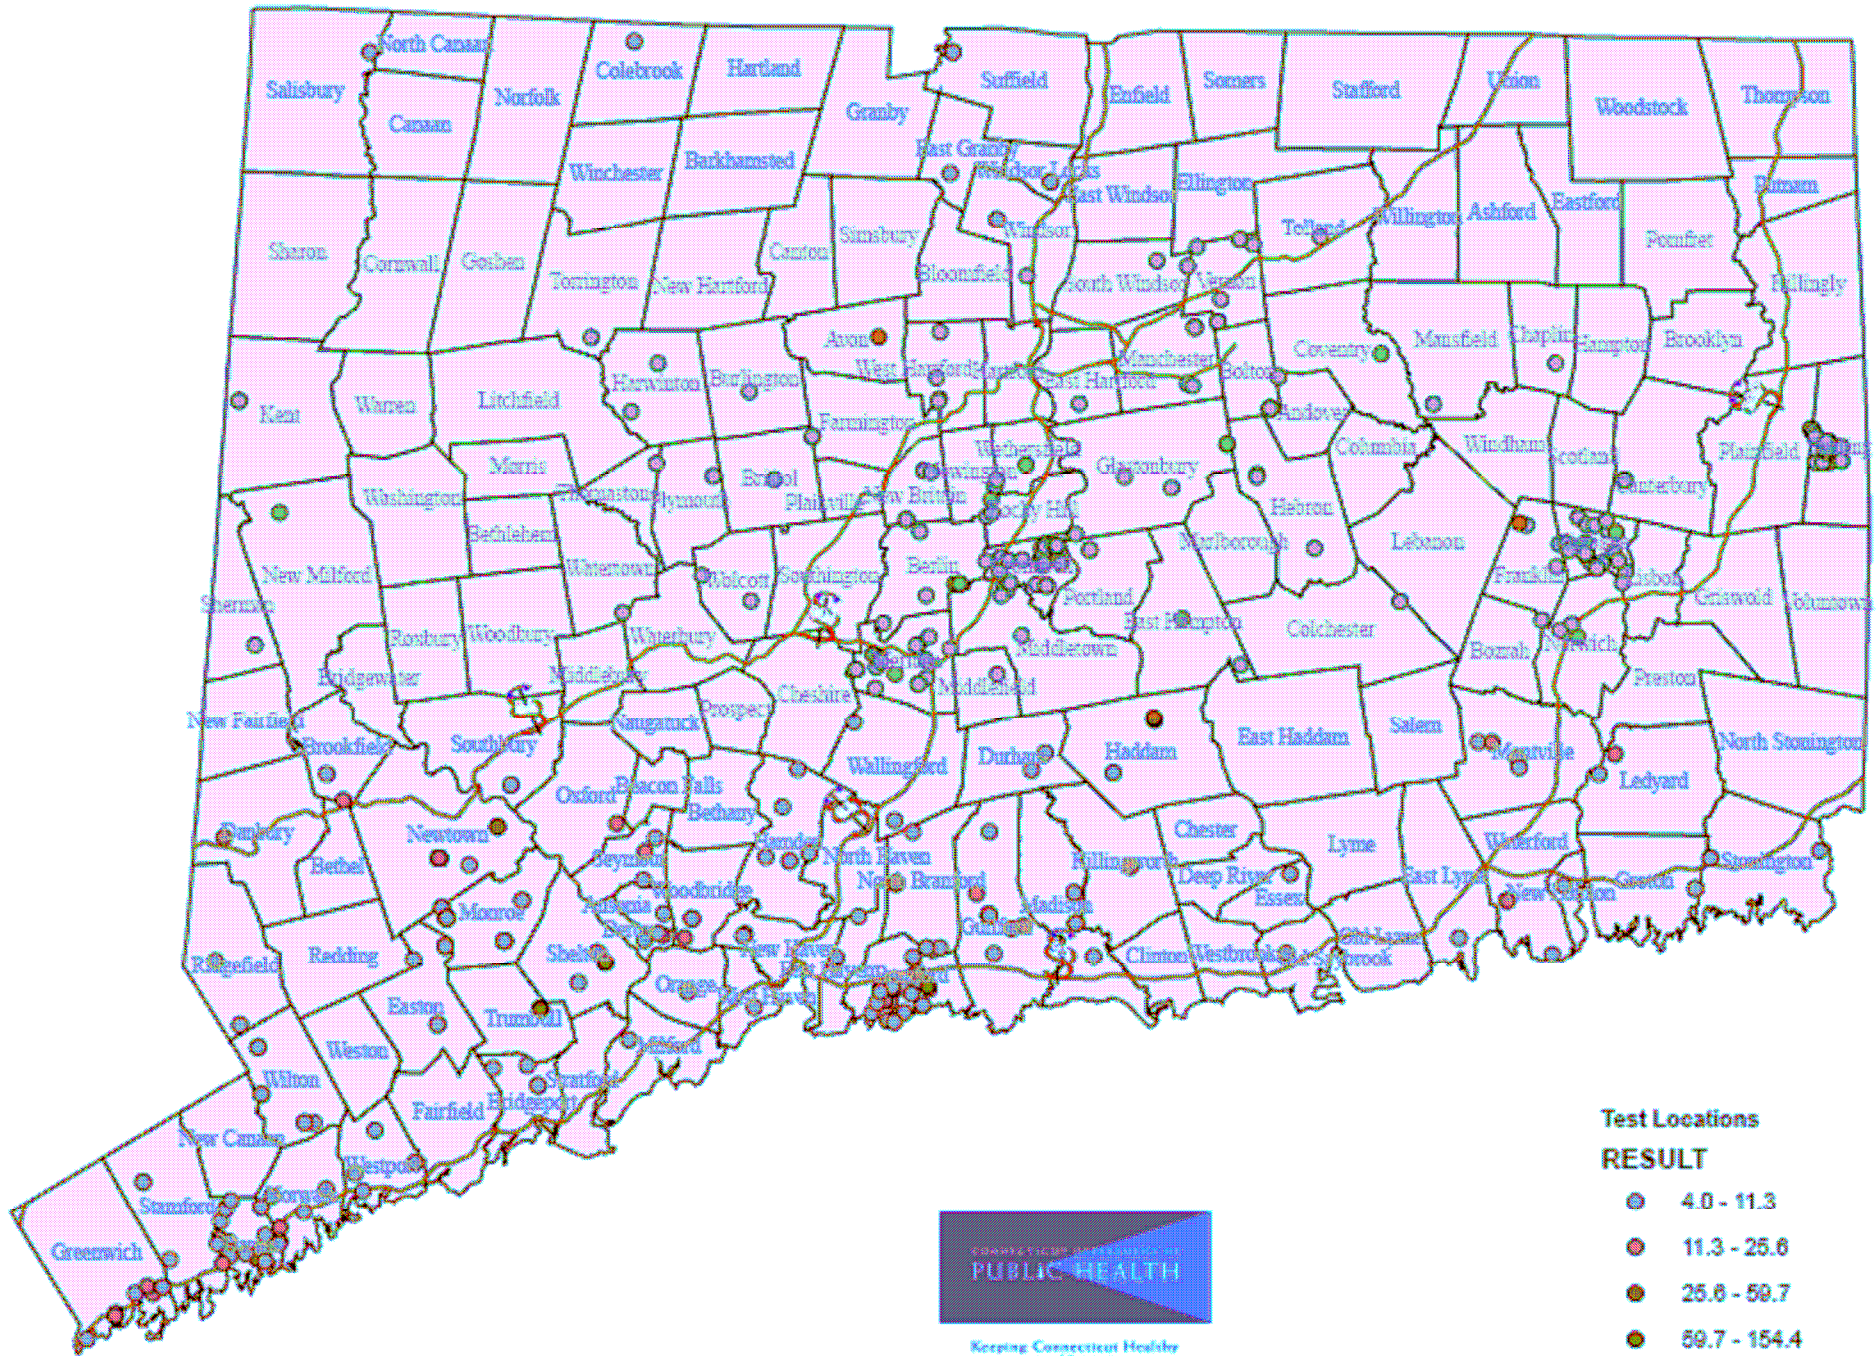 North Canaan
Salisbury
Canaan
Norfolk
Colebrook
Hartland
Granby
Suffield
Enfield
Somers
Stafford
Union
Woodstock
Thompson
East Granby
Windsor Locks
East Windsor
Ellington
Winchester
Barkhamsted
Putnam
Tolland
Willington
Ashford
Eastford
Pomfret
Killingly
Sharon
Cornwall
Goshen
Torrington
New Hartford
Canton
Simsbury
Bloomfield
Windsor
South Windsor
Vernon
Kent
Warren
Litchfield
Harwinton
Burlington
Avon
West Hartford
East Hartford
Manchester
Bolton
Coventry
Mansfield
Chaplin
Hampton
Brooklyn
Farmington
Andover
Columbia
Windham
Scotland
Canterbury
Plainfield
Morris
Washington
Thomaston
Plymouth
Bristol
Plainville
New Britain
Newington
Wethersfield
Glastonbury
Rocky Hill
Hebron
Marlborough
Lebanon
Franklin
Lisbon
Griswold
Voluntown
New Milford
Bethlehem
Watertown
Wolcott
Southington
Berlin
Portland
East Hampton
Colchester
Bozrah
Norwich
Preston
Sherman
Roxbury
Woodbury
Waterbury
Middletown
Bridgewater
Middlebury
Cheshire
Middlefield
New Fairfield
Brookfield
Southbury
Naugatuck
Prospect
Wallingford
Durham
Haddam
East Haddam
Salem
Montville
Ledyard
North Stonington
Danbury
Newtown
Oxford
Beacon Falls
Bethany
Hamden
Bethel
Seymour
Woodbridge
North Haven
North Branford
Killingworth
Chester
Deep River
Essex
Lyme
East Lyme
Waterford
New London
Groton
Stonington
Monroe
Ansonia
Derby
Guilford
Madison
Ridgefield
Redding
Shelton
Orange
New Haven
West Haven
Clinton
Westbrook
Old Saybrook
Old Lyme
Easton
Trumbull
Weston
Milford
Wilton
Fairfield
Bridgeport
Stratford
New Canaan
Westport
Norwalk
Stamford
Greenwich
Test Locations
RESULT
4.0 - 11.3
11.3 - 25.6
25.6 - 59.7
59.7 - 154.4
PUBLIC HEALTH
Keeping Connecticut Healthy